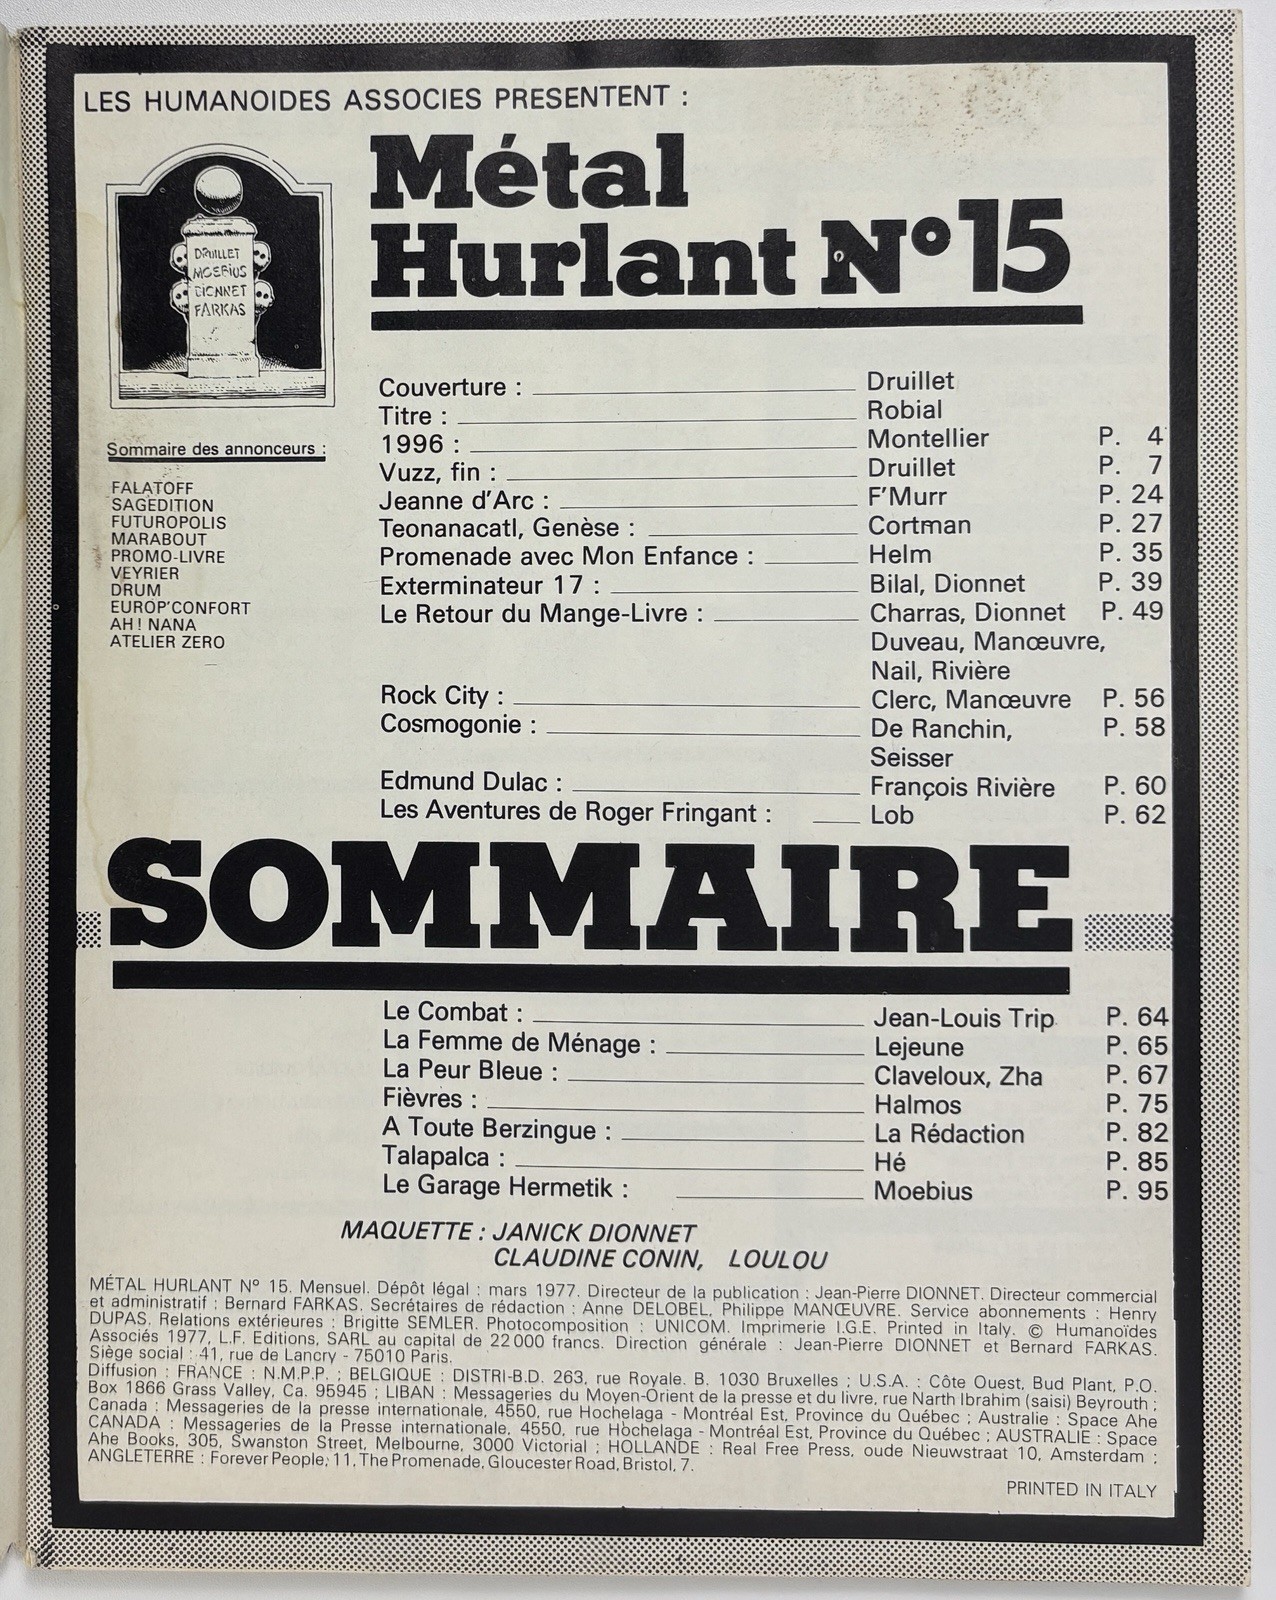 LES HUMANOIDES ASSOCIES PRESENTENT :
Métal
Hurlant N° 15
DRUILLET
MOEBIUS
DIONNET
FARKAS
Sommaire des annonceurs :
FALATOFF
SAGEDITION
FUTUROPOLIS
MARABOUT
PROMO-LIVRE
VEYRIER
DRUM
EUROP'CONFORT
AH ! NANA
ATELIER ZERO
Couverture : Druillet
Titre : Robial
1996 : Montellier P. 4
Vuzz, fin : Druillet P. 7
Jeanne d'Arc : F'Murr P. 24
Teonanacatl, Genèse : Cortman P. 27
Promenade avec Mon Enfance : Helm P. 35
Exterminateur 17 : Bilal, Dionnet P. 39
Le Retour du Mange-Livre : Charras, Dionnet P. 49
Duveau, Manœuvre,
Nail, Rivière
Rock City : Clerc, Manœuvre P. 56
Cosmogonie : De Ranchin, P. 58
Seisser
Edmund Dulac : François Rivière P. 60
Les Aventures de Roger Fringant : Lob P. 62
SOMMAIRE
Le Combat : Jean-Louis Trip P. 64
La Femme de Ménage : Lejeune P. 65
La Peur Bleue : Claveloux, Zha P. 67
Fièvres : Halmos P. 75
A Toute Berzingue : La Rédaction P. 82
Talapalca : Hé P. 85
Le Garage Hermetik : Moebius P. 95
MAQUETTE : JANICK DIONNET
CLAUDINE CONIN, LOULOU
MÉTAL HURLANT N° 15. Mensuel. Dépôt légal : mars 1977. Directeur de la publication : Jean-Pierre DIONNET. Directeur commercial
et administratif : Bernard FARKAS. Secrétaires de rédaction : Anne DELOBEL, Philippe MANŒUVRE. Service abonnements : Henry
DUPAS. Relations extérieures : Brigitte SEMLER. Photocomposition : UNICOM. Imprimerie I.G.E. Printed in Italy. © Humanoïdes
Associés 1977, L.F. Editions, SARL au capital de 22 000 francs. Direction générale : Jean-Pierre DIONNET et Bernard FARKAS.
Siège social : 41, rue de Lancry - 75010 Paris.
Diffusion : FRANCE : N.M.P.P. ; BELGIQUE : DISTRI-B.D. 263, rue Royale. B. 1030 Bruxelles ; U.S.A. : Côte Ouest, Bud Plant, P.O.
Box 1866 Grass Valley, Ca. 95945 ; LIBAN : Messageries du Moyen-Orient de la presse et du livre, rue Narth Ibrahim (saisi) Beyrouth ;
Canada : Messageries de la presse internationale, 4550, rue Hochelaga - Montréal Est, Province du Québec ; Australie : Space Ahe
CANADA : Messageries de la Presse internationale, 4550, rue Hochelaga - Montréal Est, Province du Québec ; AUSTRALIE : Space
Ahe Books, 305, Swanston Street, Melbourne, 3000 Victorial ; HOLLANDE : Real Free Press, oude Nieuwstraat 10, Amsterdam ;
ANGLETERRE : Forever People, 11, The Promenade, Gloucester Road, Bristol, 7.
PRINTED IN ITALY